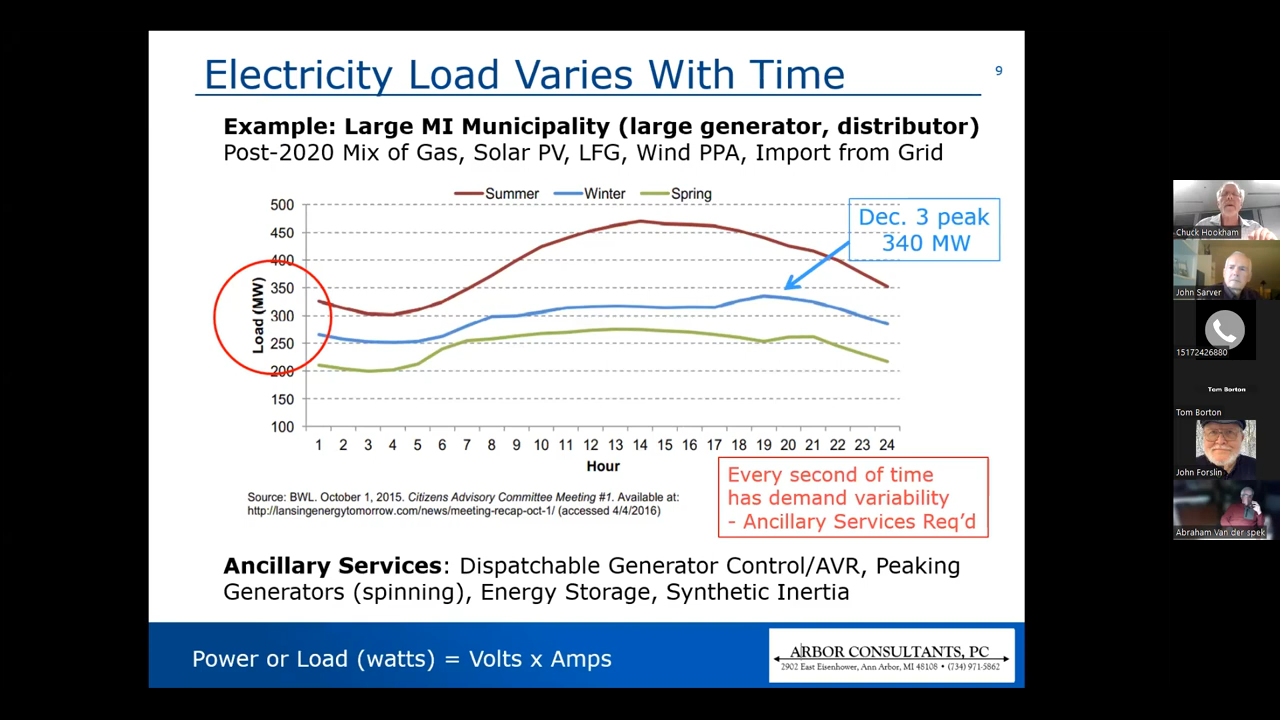 Electricity Load Varies With Time
9
Example: Large MI Municipality (large generator, distributor)
Post-2020 Mix of Gas, Solar PV, LFG, Wind PPA, Import from Grid
Summer Winter Spring
Dec. 3 peak
340 MW
500
450
400
350
300
250
200
100
Load (MW)
1 2 3 4 5 6 7 8 9 10 11 12 13 14 15 16 17 18 19 20 21 22 23 24
Hour
Every second of time
has demand variability
- Ancillary Services Req'd
Source: BWL. October 1, 2015. Citizens Advisory Committee Meeting #1. Available at:
http://lansingenergytomorrow.com/news/meeting-recap-oct-1/ (accessed 4/4/2016)
Ancillary Services: Dispatchable Generator Control/AVR, Peaking
Generators (spinning), Energy Storage, Synthetic Inertia
Power or Load (watts) = Volts x Amps
ARBOR CONSULTANTS, PC
2902 East Eisenhower, Ann Arbor, MI 48108 • (734) 971-5862
Chuck Hookham
John Sarver
15172426880
Tom Borton
Tom Borton
John Forslin
Abraham Van der spek